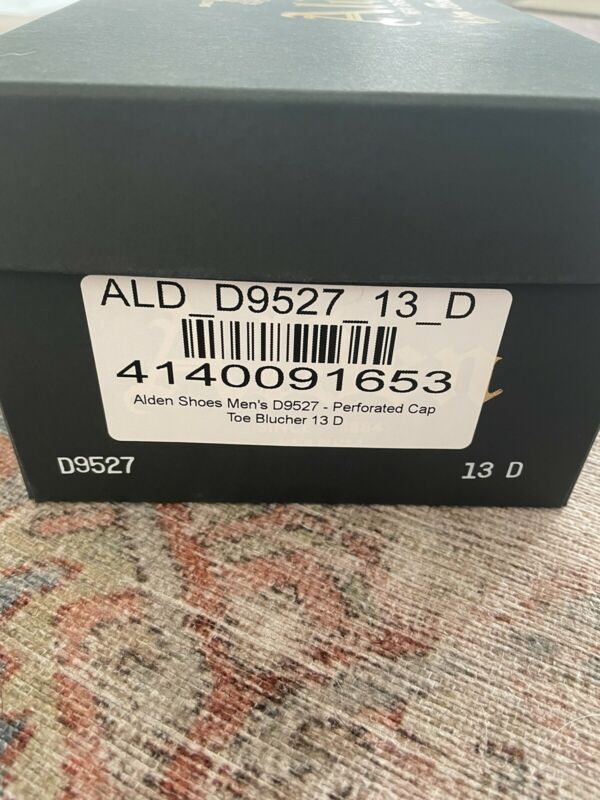 ALD_D9527_13_D
4140091653
Alden Shoes Men's D9527 - Perforated Cap
Toe Blucher 13 D
D9527
13 D